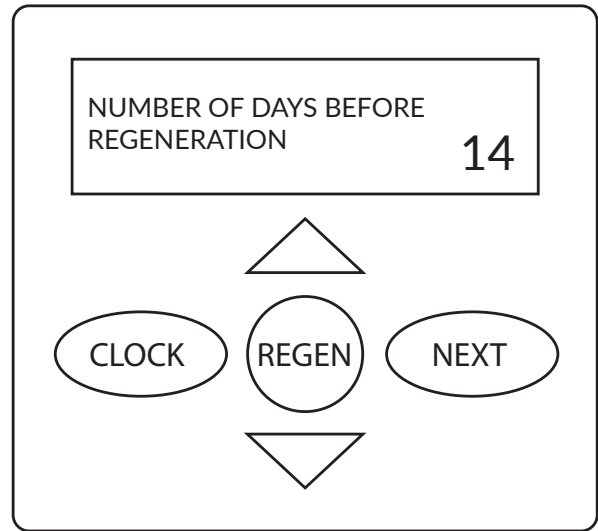 NUMBER OF DAYS BEFORE
REGENERATION
14
CLOCK
REGEN
NEXT